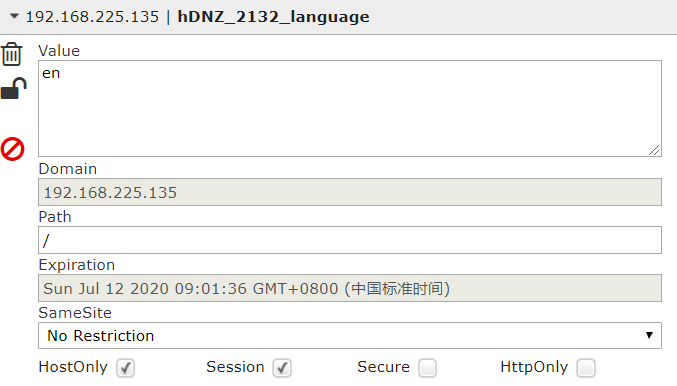 192.168.225.135 | hDNZ_2132_language
Value
en
Domain
192.168.225.135
Path
/
Expiration
Sun Jul 12 2020 09:01:36 GMT+0800 (中国标准时间)
SameSite
No Restriction
HostOnly Session Secure HttpOnly